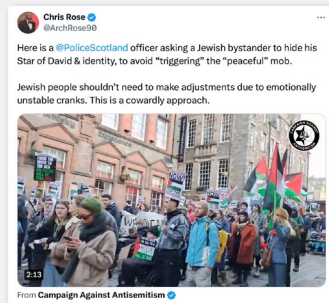 Chris Rose
@ArchRose90
Here is a @PoliceScotland officer asking a Jewish bystander to hide his
Star of David & identity, to avoid “triggering” the “peaceful” mob.
Jewish people shouldn’t need to make adjustments due to emotionally
unstable cranks. This is a cowardly approach.
2:13
From Campaign Against Antisemitism